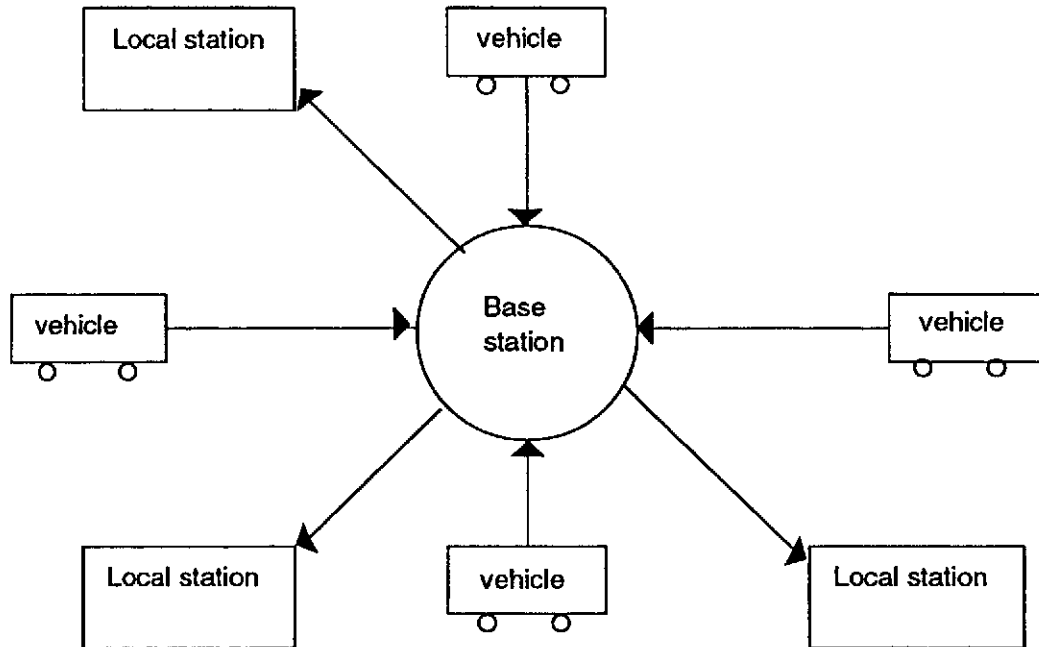 Local station
vehicle
vehicle
Base
station
vehicle
Local station
vehicle
Local station